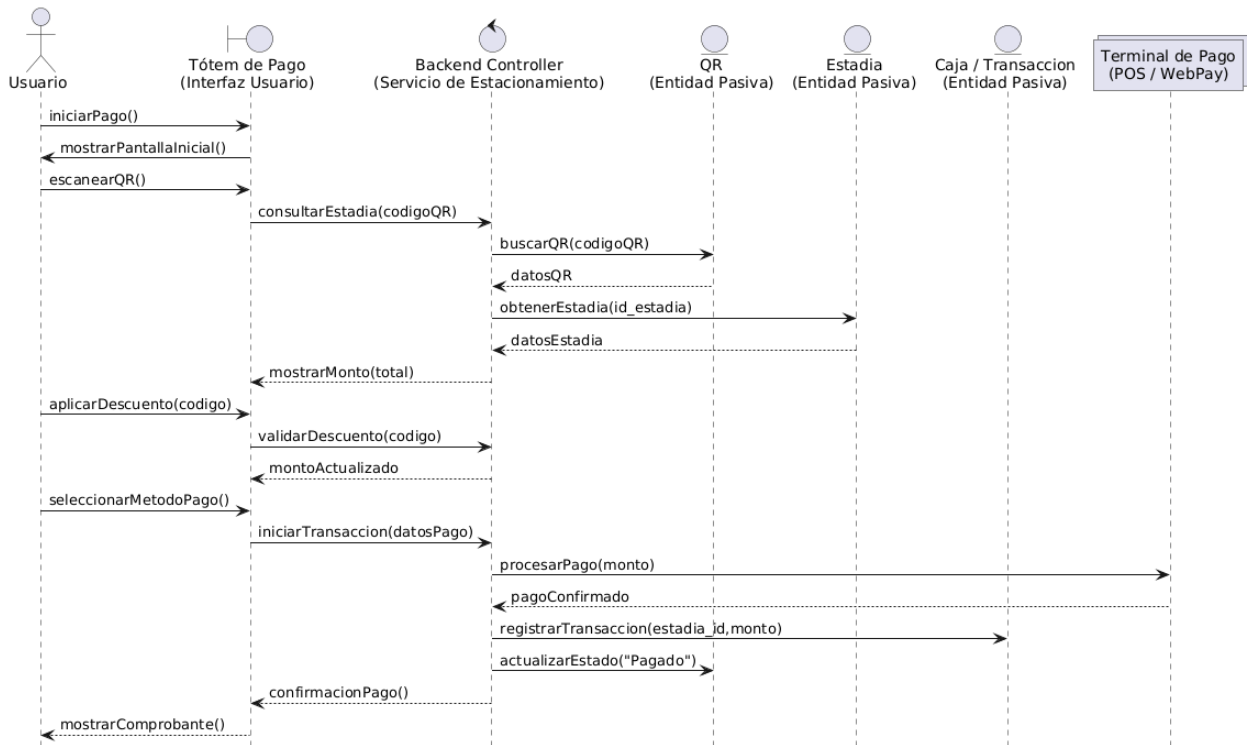 Usuario
Tótem de Pago
(Interfaz Usuario)
Backend Controller
(Servicio de Estacionamiento)
QR
(Entidad Pasiva)
Estadia
(Entidad Pasiva)
Caja / Transaccion
(Entidad Pasiva)
Terminal de Pago
(POS / WebPay)
iniciarPago()
mostrarPantallaInicial()
escanearQR()
consultarEstadia(codigoQR)
buscarQR(codigoQR)
datosQR
obtenerEstadia(id_estadia)
datosEstadia
mostrarMonto(total)
aplicarDescuento(codigo)
validarDescuento(codigo)
montoActualizado
seleccionarMetodoPago()
iniciarTransaccion(datosPago)
procesarPago(monto)
pagoConfirmado
registrarTransaccion(estadia_id,monto)
actualizarEstado("Pagado")
confirmacionPago()
mostrarComprobante()